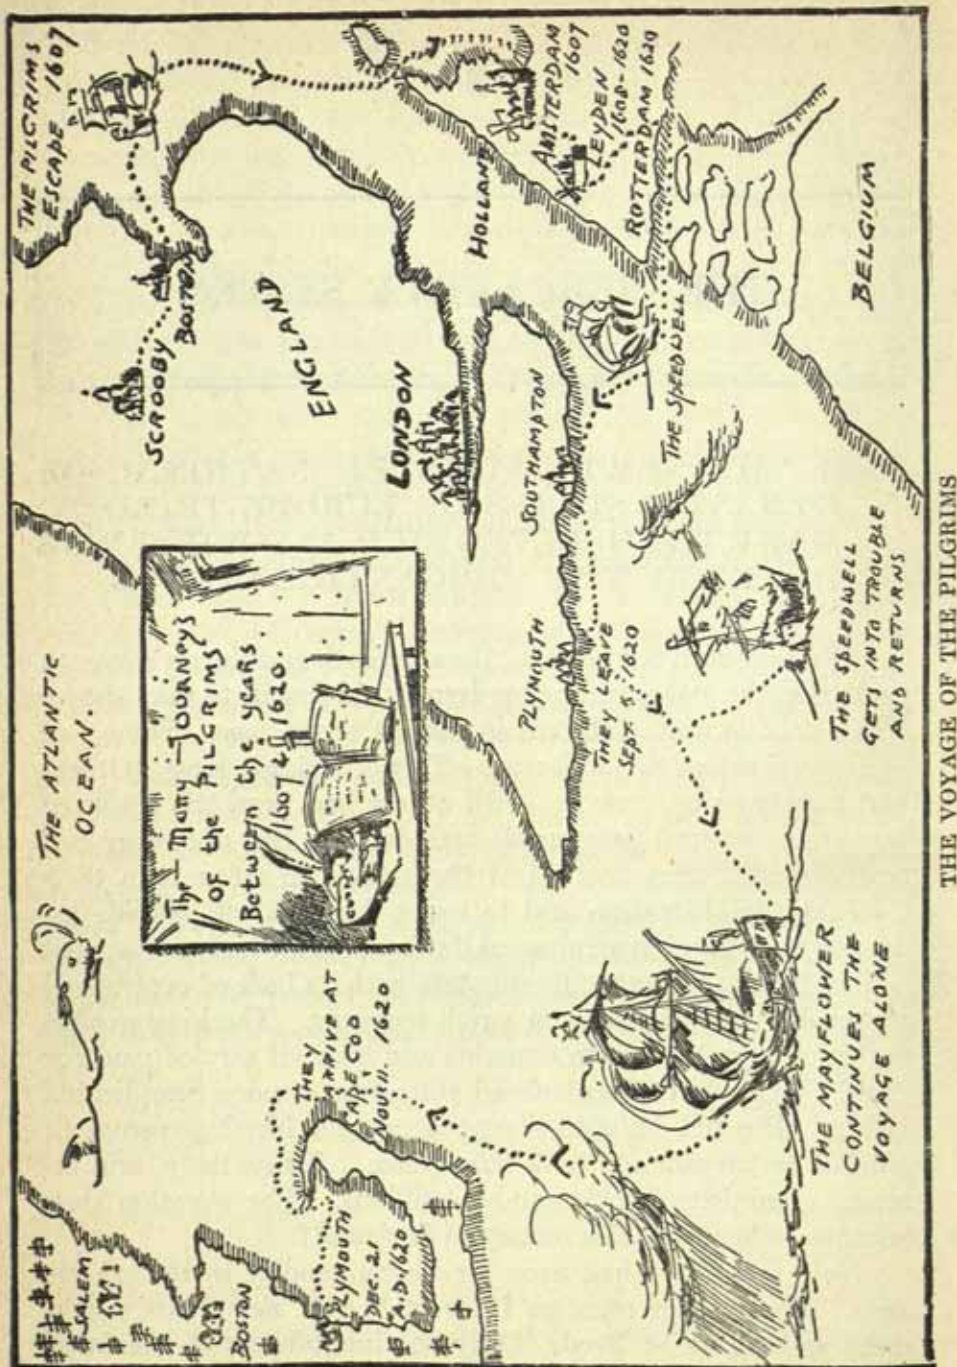 THE ATLANTIC
OCEAN.
The Many JOURNEYS
of the PILGRIMS
Between the years
1607 & 1620.
THE PILGRIMS
ESCAPE 1607
SCROOBY
BOSTON
ENGLAND
LONDON
HOLLAND
AMSTERDAM
1607
LEYDEN
1608-1620
ROTTERDAM 1620
BELGIUM
THE SPEEDWELL
SOUTHAMPTON
PLYMOUTH
THEY LEAVE
SEPT. 5. 1620
THE SPEEDWELL
GETS INTO TROUBLE
AND RETURNS
THE MAYFLOWER
CONTINUES THE
VOYAGE ALONE
THEY
ARRIVE AT
CAPE COD
NOV. 11. 1620
SALEM
BOSTON
PLYMOUTH
DEC. 21
A.D. 1620
THE VOYAGE OF THE PILGRIMS